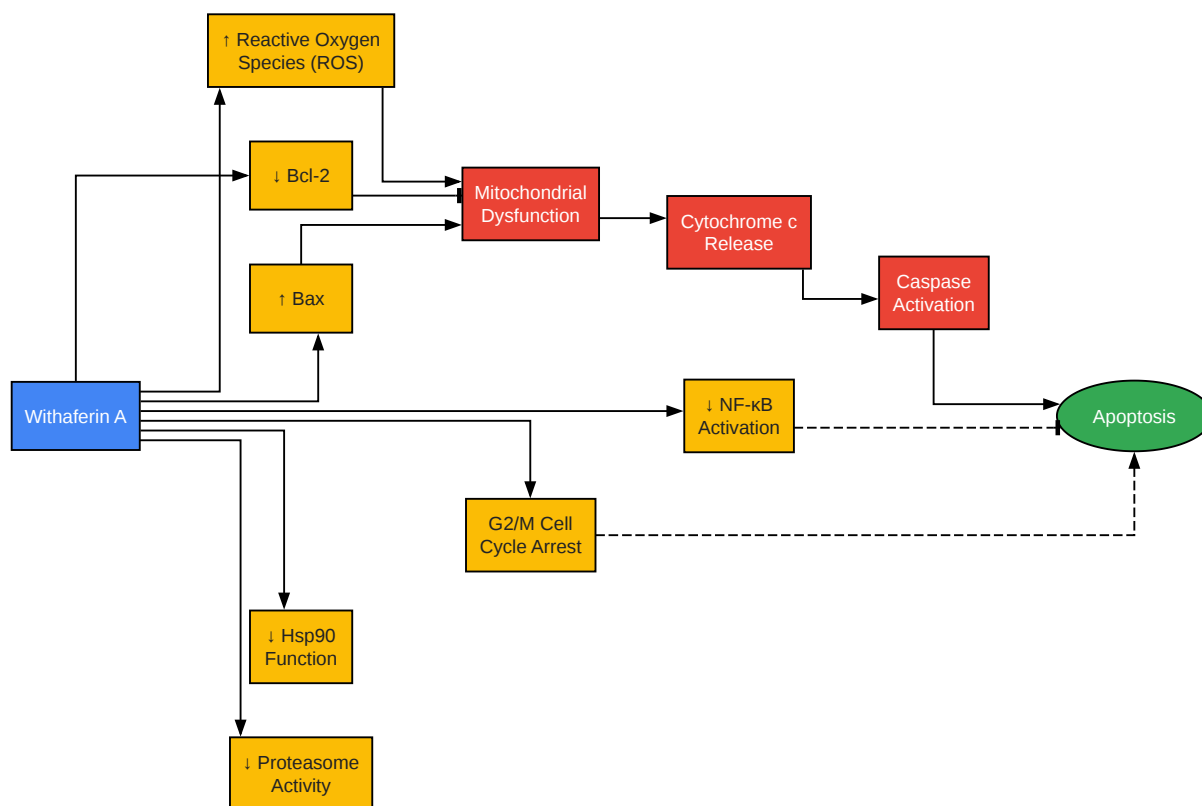 ↑ Reactive Oxygen
Species (ROS)
↓ Bcl-2
Mitochondrial
Dysfunction
Cytochrome c
Release
↑ Bax
Caspase
Activation
Withaferin A
↓ NF-κB
Activation
Apoptosis
G2/M Cell
Cycle Arrest
↓ Hsp90
Function
↓ Proteasome
Activity